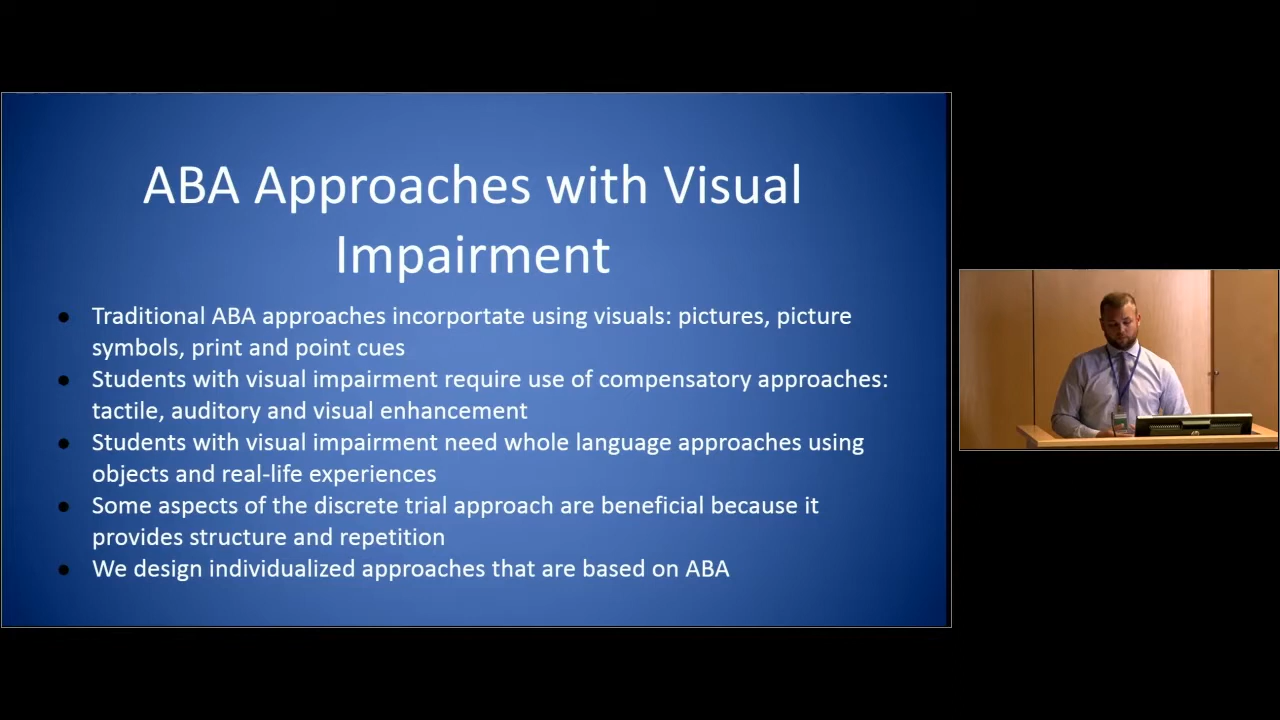 ABA Approaches with Visual
Impairment
● Traditional ABA approaches incorportate using visuals: pictures, picture
symbols, print and point cues
● Students with visual impairment require use of compensatory approaches:
tactile, auditory and visual enhancement
● Students with visual impairment need whole language approaches using
objects and real-life experiences
● Some aspects of the discrete trial approach are beneficial because it
provides structure and repetition
● We design individualized approaches that are based on ABA